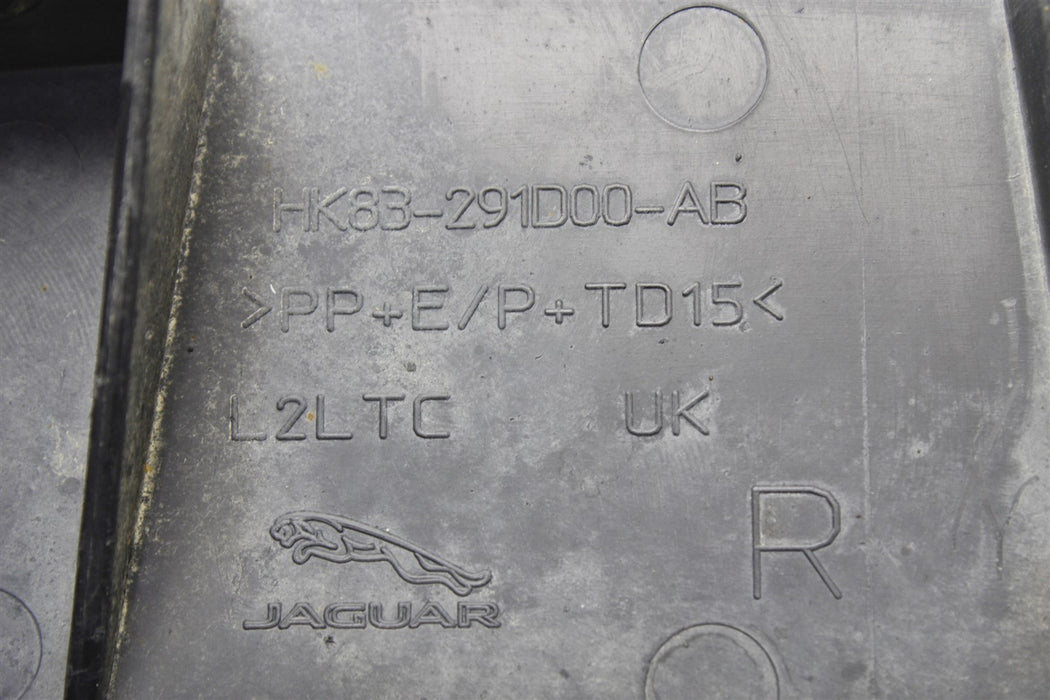 HK83-291D00-AB
>PP+E/P+TD15<
L2LTC UK
R
JAGUAR